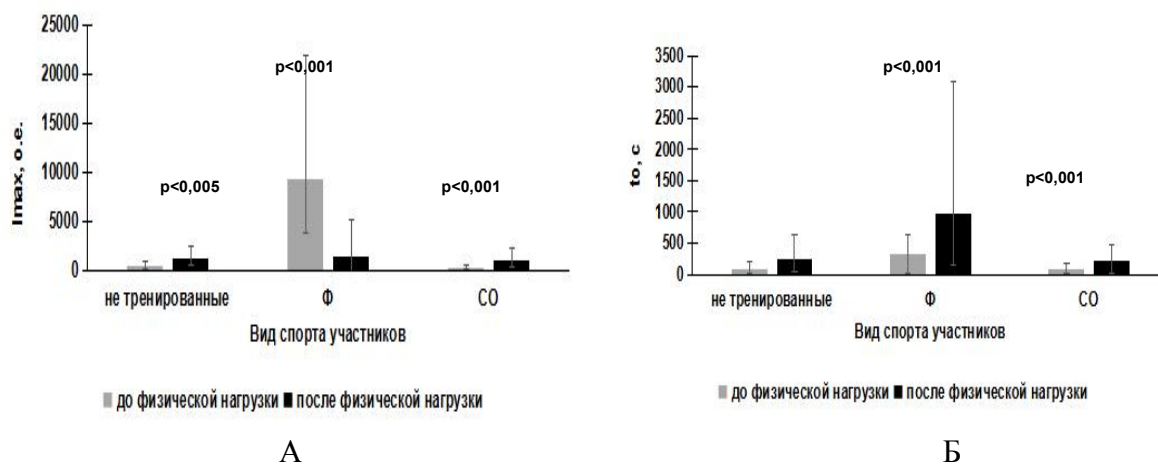 25000
20000
15000
10000
5000
0
Imax, о.е.
p<0,001
p<0,005
p<0,001
не тренированные
Ф
СО
Вид спорта участников
до физической нагрузки
после физической нагрузки
А
3500
3000
2500
2000
1500
1000
500
0
to, с
p<0,001
p<0,001
не тренированные
Ф
СО
Вид спорта участников
до физической нагрузки
после физической нагрузки
Б